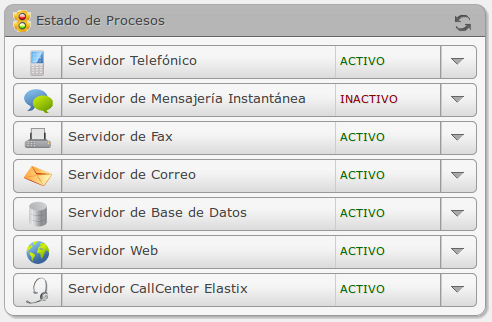 Estado de Procesos
Servidor Telefónico ACTIVO
Servidor de Mensajería Instantánea INACTIVO
Servidor de Fax ACTIVO
Servidor de Correo ACTIVO
Servidor de Base de Datos ACTIVO
Servidor Web ACTIVO
Servidor CallCenter Elastix ACTIVO